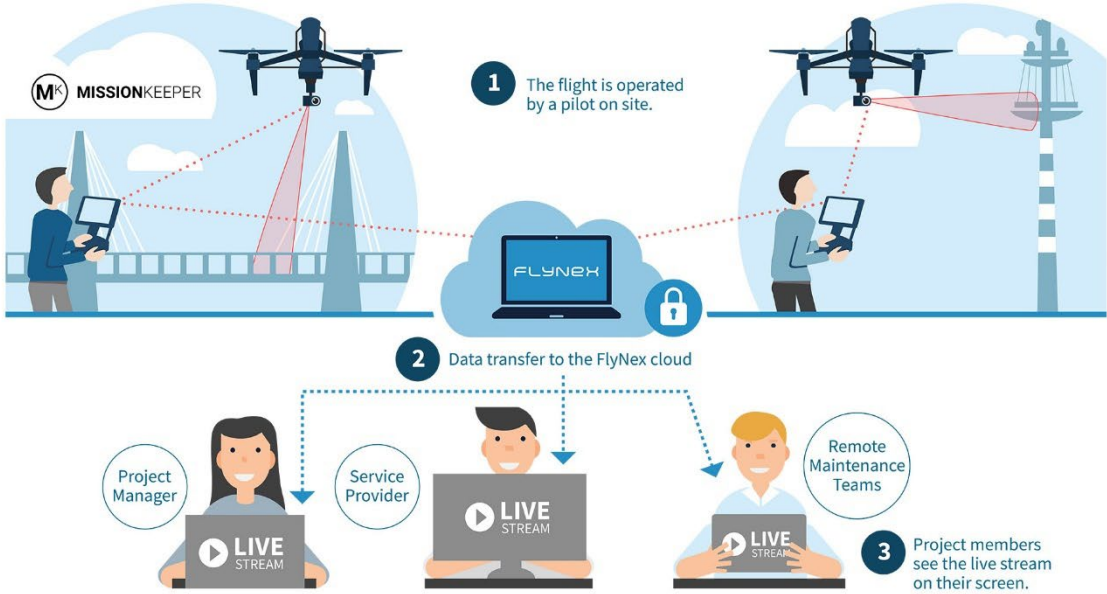 MK MISSIONKEEPER
1 The flight is operated
by a pilot on site.
FLYNEX
2 Data transfer to the FlyNex cloud
Project
Manager
LIVE
STREAM
Service
Provider
LIVE
STREAM
LIVE
STREAM
Remote
Maintenance
Teams
3 Project members
see the live stream
on their screen.